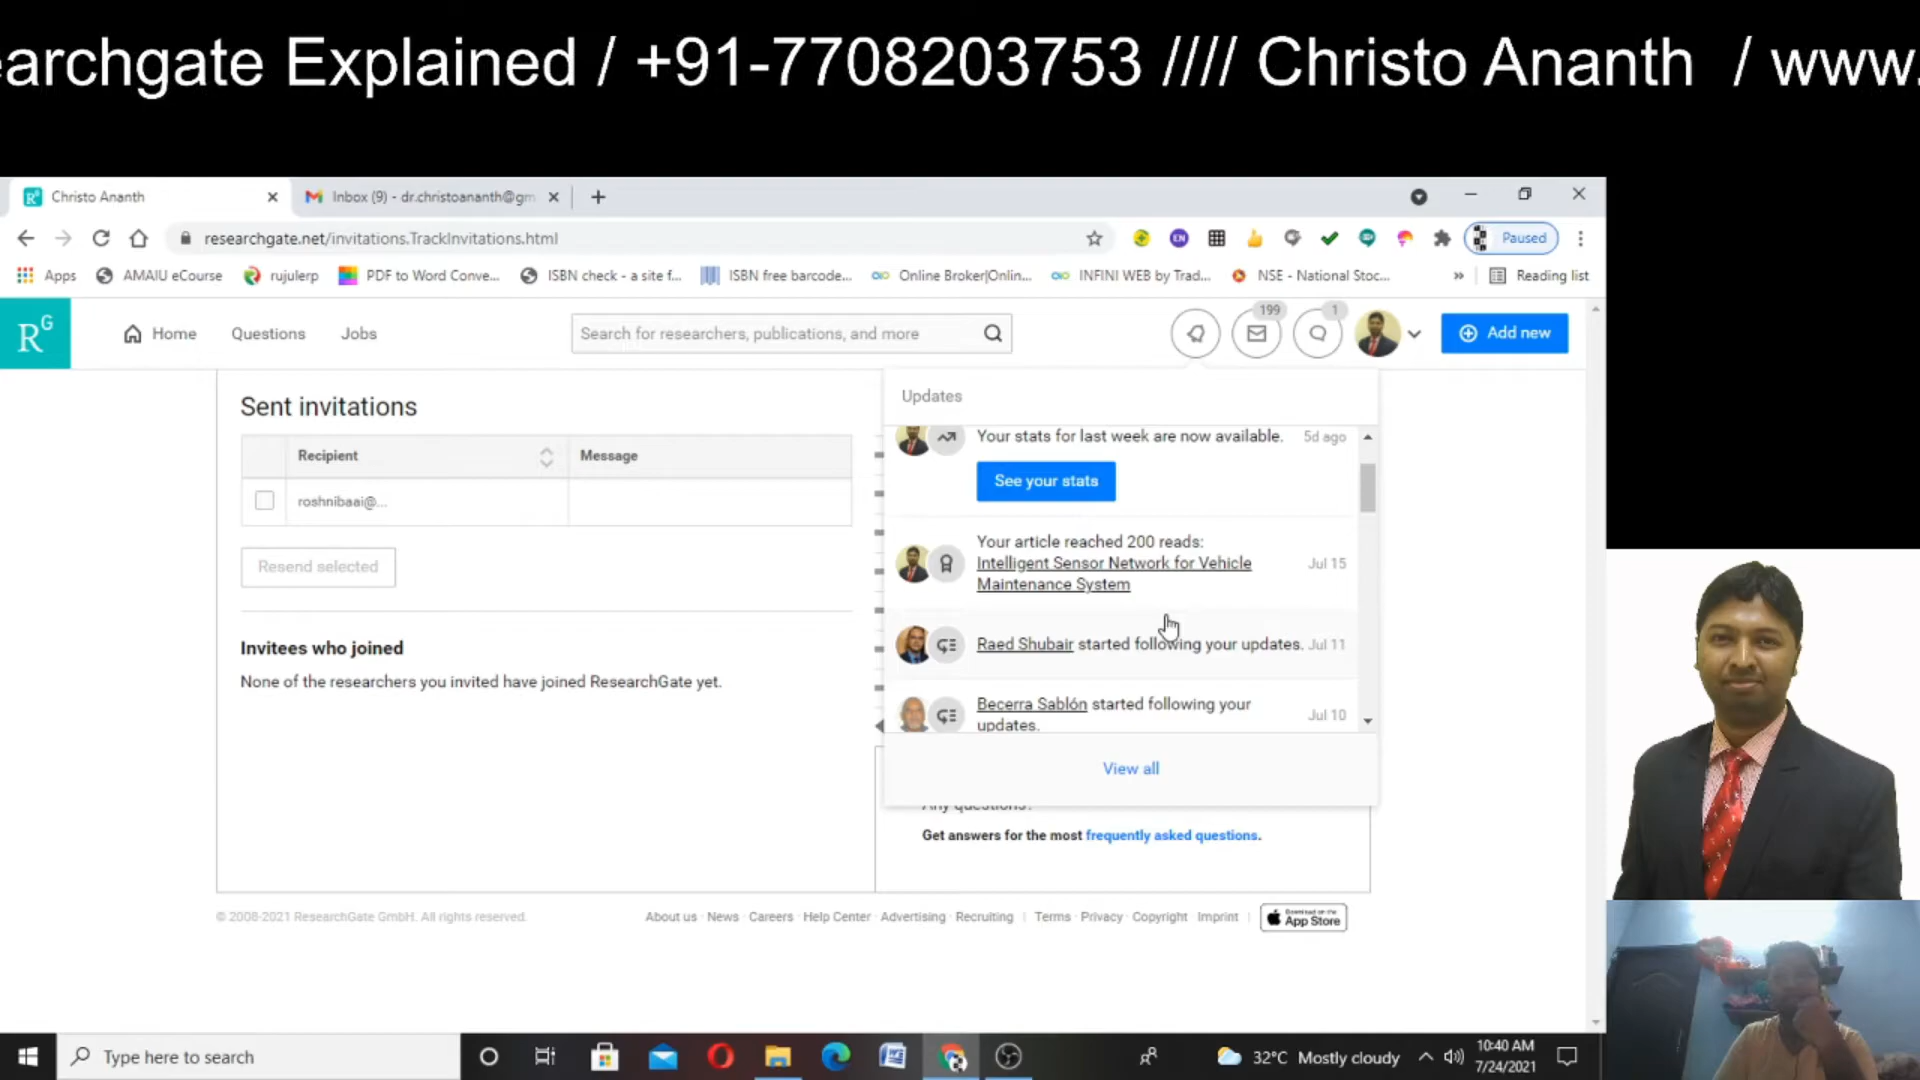 earchgate Explained / +91-7708203753 //// Christo Ananth / www.
Christo Ananth
Inbox (9) - dr.christoananth@gm
researchgate.net/invitations.TrackInvitations.html
Paused
Apps
AMAIU eCourse
rujulerp
PDF to Word Conve...
ISBN check - a site f...
ISBN free barcode...
Online Broker|Onlin...
INFINI WEB by Trad...
NSE - National Stoc...
»
Reading list
RG
Home
Questions
Jobs
Search for researchers, publications, and more
199
1
Add new
Sent invitations
Recipient
Message
roshnibaai@...
Resend selected
Invitees who joined
None of the researchers you invited have joined ResearchGate yet.
Updates
Your stats for last week are now available. 5d ago
See your stats
Your article reached 200 reads:
Intelligent Sensor Network for Vehicle
Maintenance System
Jul 15
Raed Shubair started following your updates. Jul 11
Becerra Sablón started following your
updates.
Jul 10
View all
Any questions?
Get answers for the most frequently asked questions.
© 2008-2021 ResearchGate GmbH. All rights reserved.
About us · News · Careers · Help Center · Advertising · Recruiting | Terms · Privacy · Copyright · Imprint |
Download on the
App Store
Type here to search
32°C Mostly cloudy
10:40 AM
7/24/2021